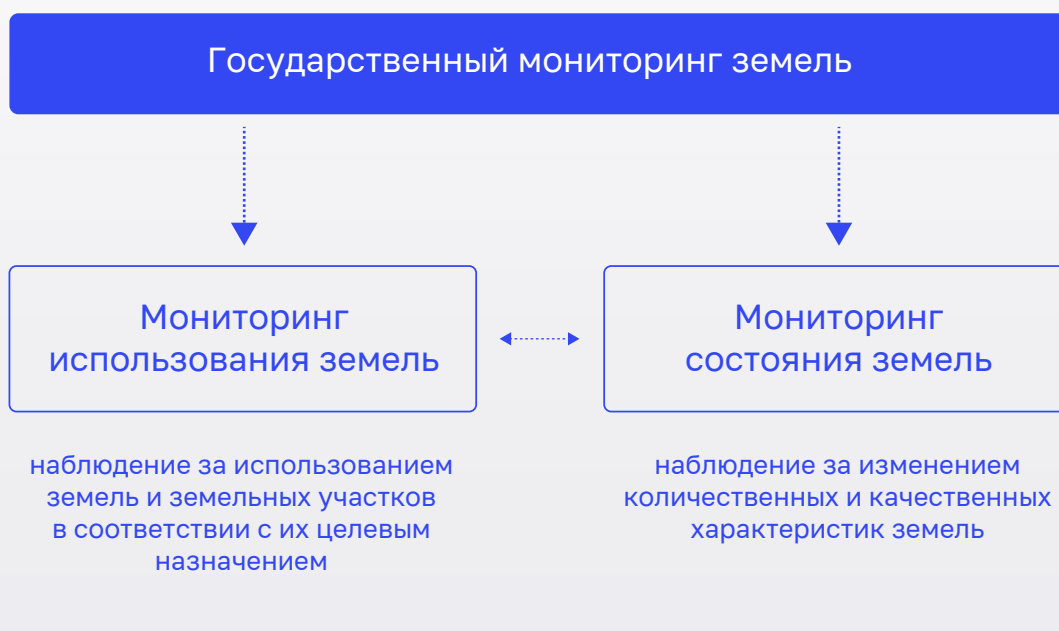 Государственный мониторинг земель
Мониторинг
использования земель
Мониторинг
состояния земель
наблюдение за использованием
земель и земельных участков
в соответствии с их целевым
назначением
наблюдение за изменением
количественных и качественных
характеристик земель